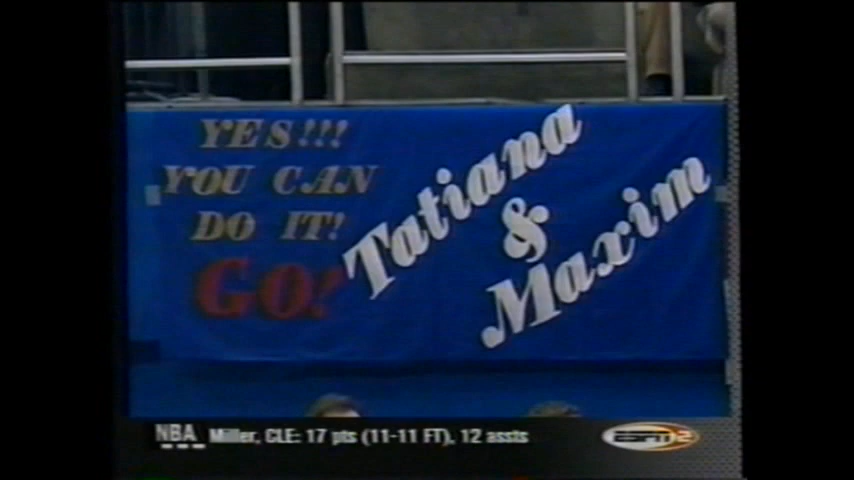 YES!!!
YOU CAN
DO IT!
GO!
Tatiana
&
Maxim
NBA Miller, CLE: 17 pts (11-11 FT), 12 assts
ESPN2